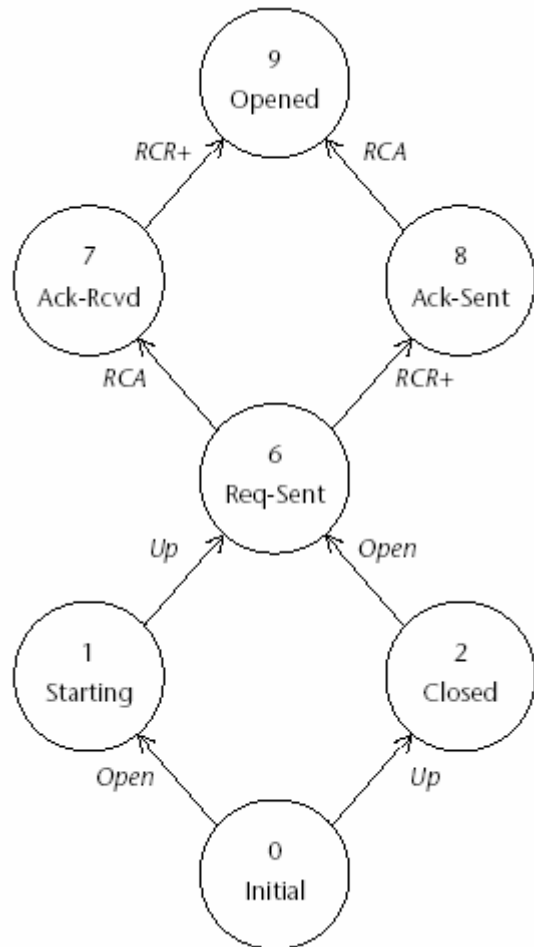 9
Opened
RCR+
RCA
7
Ack-Rcvd
8
Ack-Sent
RCA
RCR+
6
Req-Sent
Up
Open
1
Starting
2
Closed
Open
Up
0
Initial